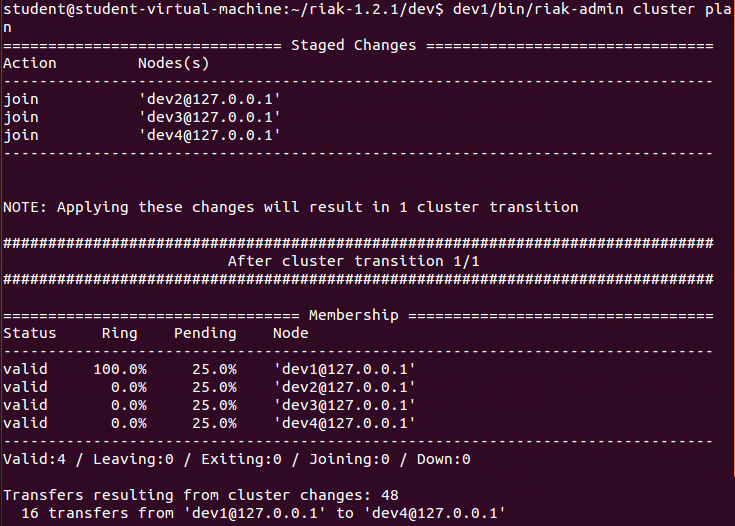 student@student-virtual-machine:~/riak-1.2.1/dev$ dev1/bin/riak-admin cluster pla
n
=============================== Staged Changes ================================
Action         Nodes(s)
-------------------------------------------------------------------------------
join           'dev2@127.0.0.1'
join           'dev3@127.0.0.1'
join           'dev4@127.0.0.1'
-------------------------------------------------------------------------------
NOTE: Applying these changes will result in 1 cluster transition
###############################################################################
                         After cluster transition 1/1
###############################################################################
================================= Membership ==================================
Status     Ring    Pending    Node
-------------------------------------------------------------------------------
valid     100.0%     25.0%    'dev1@127.0.0.1'
valid       0.0%     25.0%    'dev2@127.0.0.1'
valid       0.0%     25.0%    'dev3@127.0.0.1'
valid       0.0%     25.0%    'dev4@127.0.0.1'
-------------------------------------------------------------------------------
Valid:4 / Leaving:0 / Exiting:0 / Joining:0 / Down:0
Transfers resulting from cluster changes: 48
  16 transfers from 'dev1@127.0.0.1' to 'dev4@127.0.0.1'